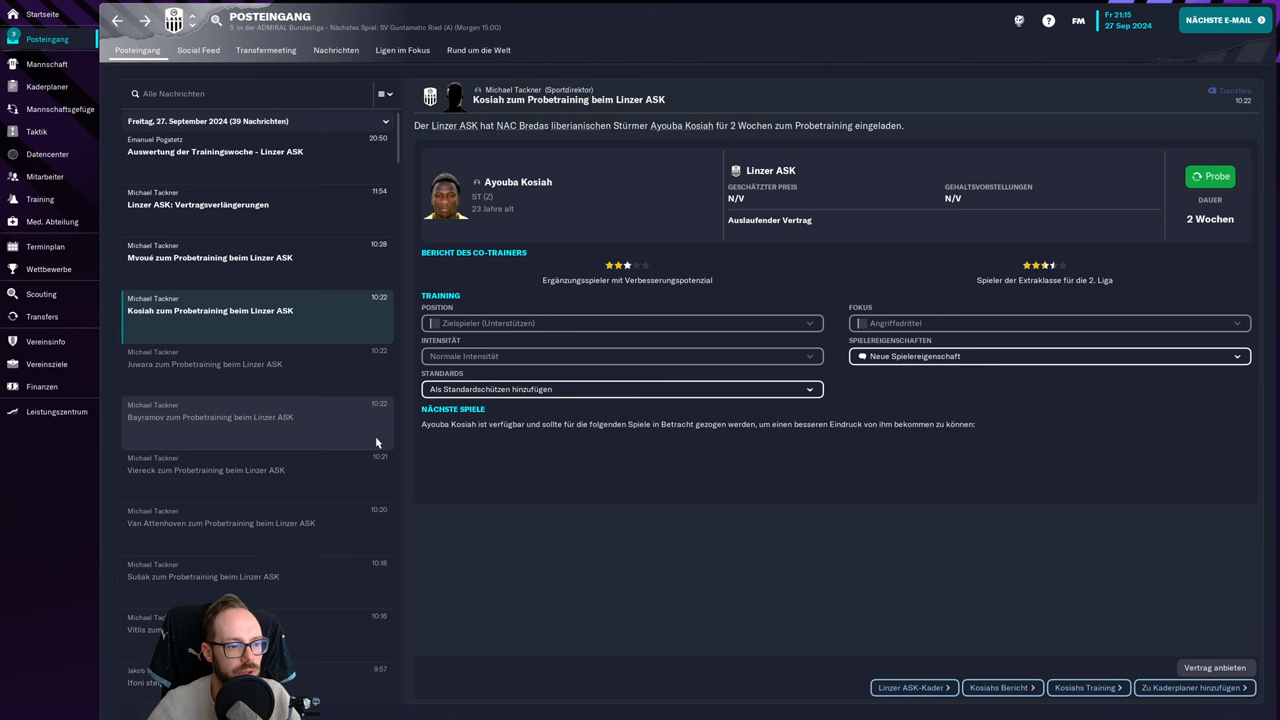 Startseite
3
Posteingang
Mannschaft
Kaderplaner
Mannschaftsgefüge
Taktik
Datencenter
Mitarbeiter
Training
Med. Abteilung
Terminplan
Wettbewerbe
Scouting
Transfers
Vereinsinfo
Vereinsziele
Finanzen
Leistungszentrum
POSTEINGANG
3. in der ADMIRAL Bundesliga - Nächstes Spiel: SV Guntamatic Ried (A) (Morgen 15:00)
FM
Fr 21:15
27 Sep 2024
NÄCHSTE E-MAIL
Posteingang
Social Feed
Transfermeeting
Nachrichten
Ligen im Fokus
Rund um die Welt
Alle Nachrichten
Freitag, 27. September 2024 (39 Nachrichten)
Emanuel Pogatetz
20:50
Auswertung der Trainingswoche - Linzer ASK
Michael Tackner
11:54
Linzer ASK: Vertragsverlängerungen
Michael Tackner
10:28
Mvoué zum Probetraining beim Linzer ASK
Michael Tackner
10:22
Kosiah zum Probetraining beim Linzer ASK
Michael Tackner
10:22
Juwara zum Probetraining beim Linzer ASK
Michael Tackner
10:22
Bayramov zum Probetraining beim Linzer ASK
Michael Tackner
10:21
Viereck zum Probetraining beim Linzer ASK
Michael Tackner
10:20
Van Attenhoven zum Probetraining beim Linzer ASK
Michael Tackner
10:18
Sušak zum Probetraining beim Linzer ASK
10:16
Vitlis
9:57
Michael Tackner (Sportdirektor)
Kosiah zum Probetraining beim Linzer ASK
Transfers
10:22
Der Linzer ASK hat NAC Bredas liberianischen Stürmer Ayouba Kosiah für 2 Wochen zum Probetraining eingeladen.
Ayouba Kosiah
ST (Z)
23 Jahre alt
Linzer ASK
GESCHÄTZTER PREIS
N/V
GEHALTSVORSTELLUNGEN
N/V
Auslaufender Vertrag
Probe
DAUER
2 Wochen
BERICHT DES CO-TRAINERS
Ergänzungsspieler mit Verbesserungspotenzial
Spieler der Extraklasse für die 2. Liga
TRAINING
POSITION
Zielspieler (Unterstützen)
FOKUS
Angriffsdrittel
INTENSITÄT
Normale Intensität
SPIELEREIGENSCHAFTEN
Neue Spielereigenschaft
STANDARDS
Als Standardschützen hinzufügen
NÄCHSTE SPIELE
Ayouba Kosiah ist verfügbar und sollte für die folgenden Spiele in Betracht gezogen werden, um einen besseren Eindruck von ihm bekommen zu können:
Vertrag anbieten
Linzer ASK-Kader
Kosiahs Bericht
Kosiahs Training
Zu Kaderplaner hinzufügen